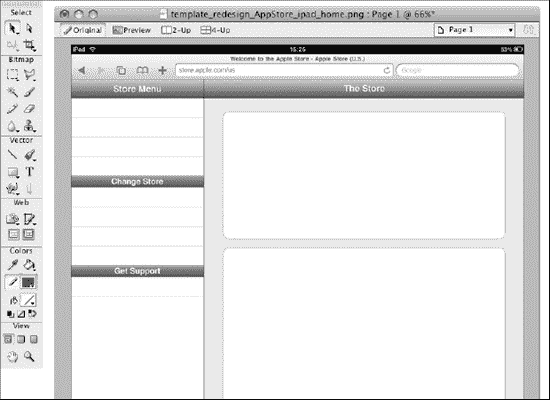 Select
template_redesign_AppStore_ipad_home.png : Page 1 @ 66%*
Original Preview 2-Up 4-Up Page 1
Bitmap
Vector
Web
Colors
View
iPad 15:25 53%
Welcome to the Apple Store - Apple Store (U.S.)
store.apple.com/us Google
Store Menu The Store
Change Store
Get Support